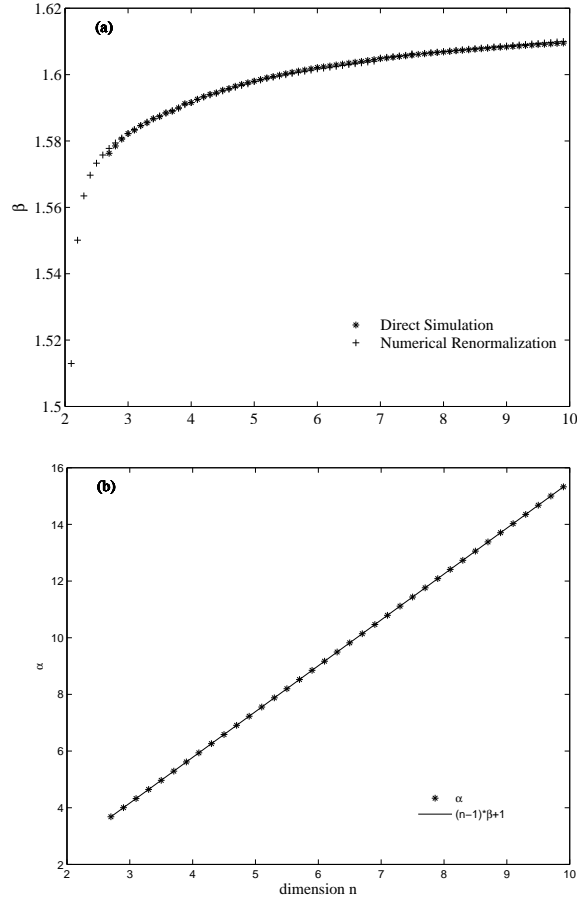 (a)
1.6
1.58
1.56
1.54
1.52
1.5
β
2 3 4 5 6 7 8 9 10
Direct Simulation
Numerical Renormalization
(b)
16
14
12
10
8
6
4
2
α
2 3 4 5 6 7 8 9 10
α
(n−1)*β+1
dimension n